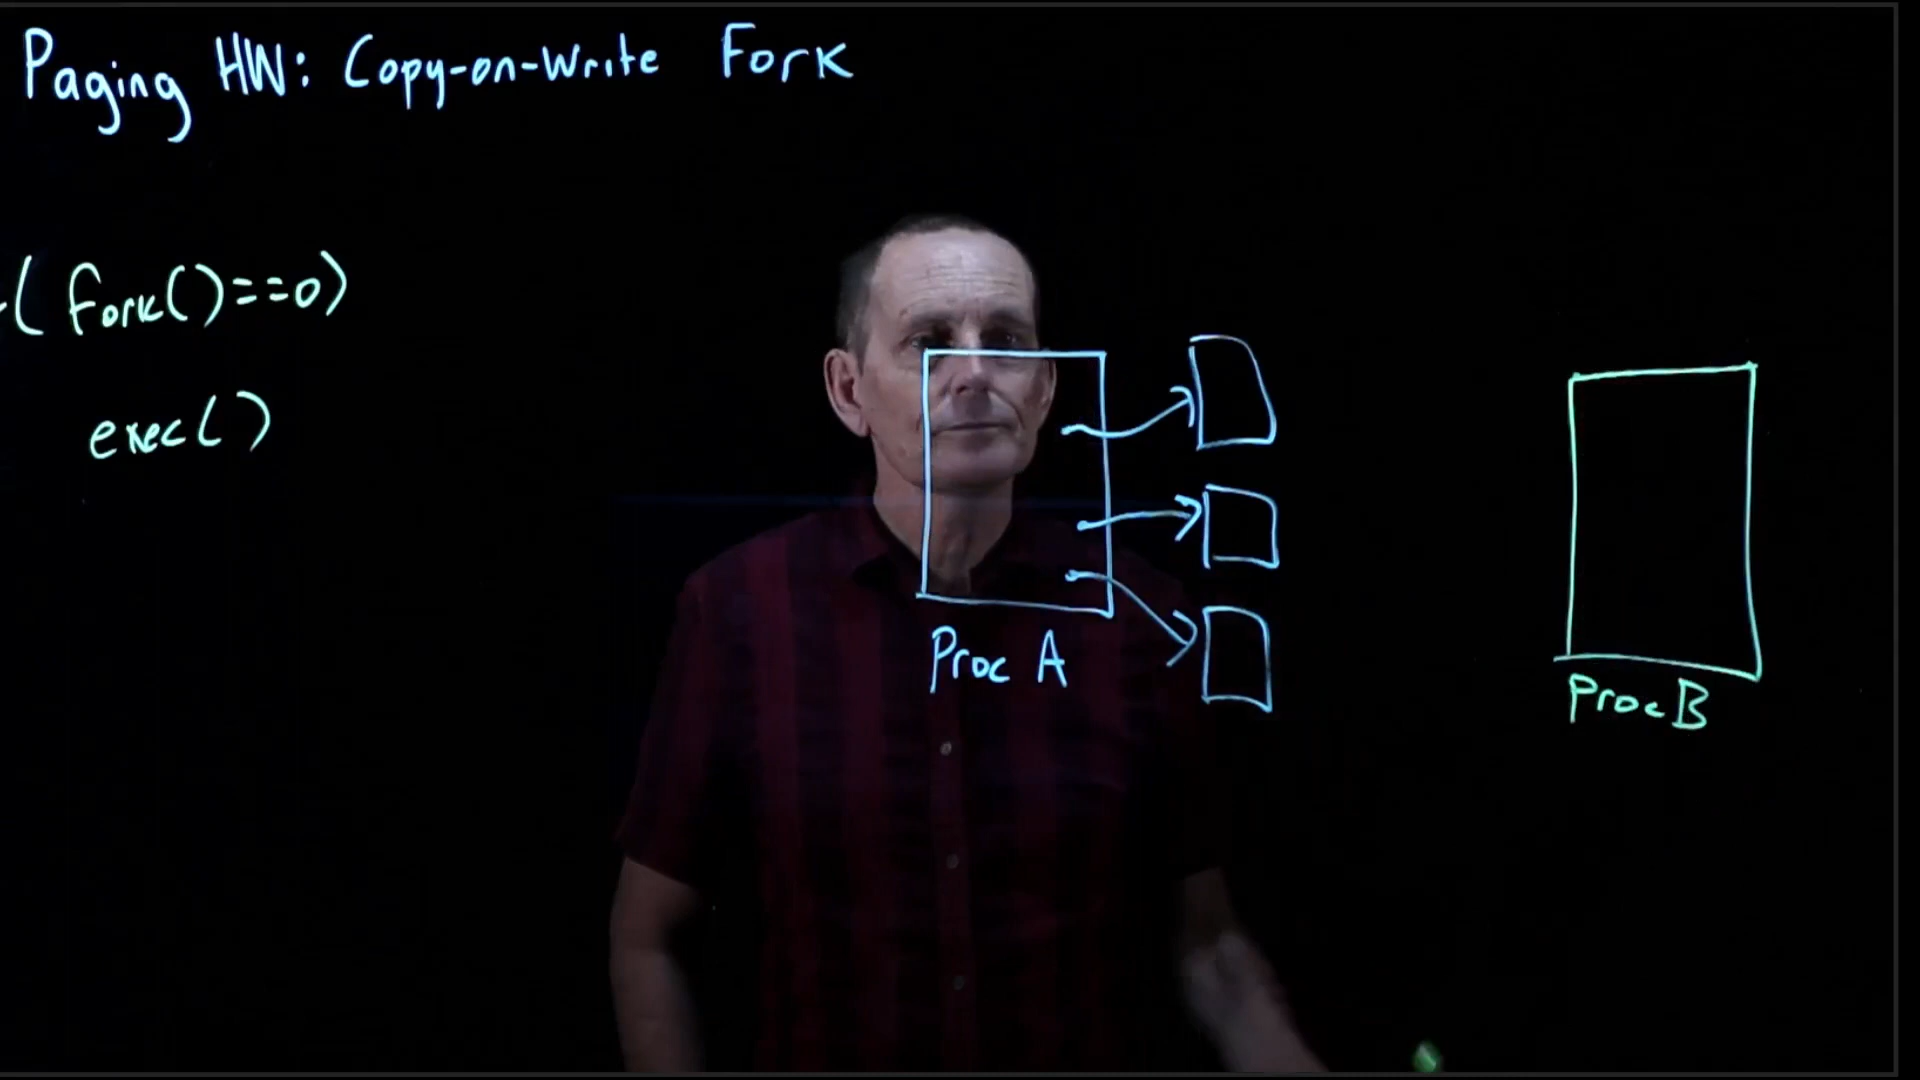 Paging HW: Copy-on-Write Fork
( fork()==0)
exec()
Proc A
Proc B